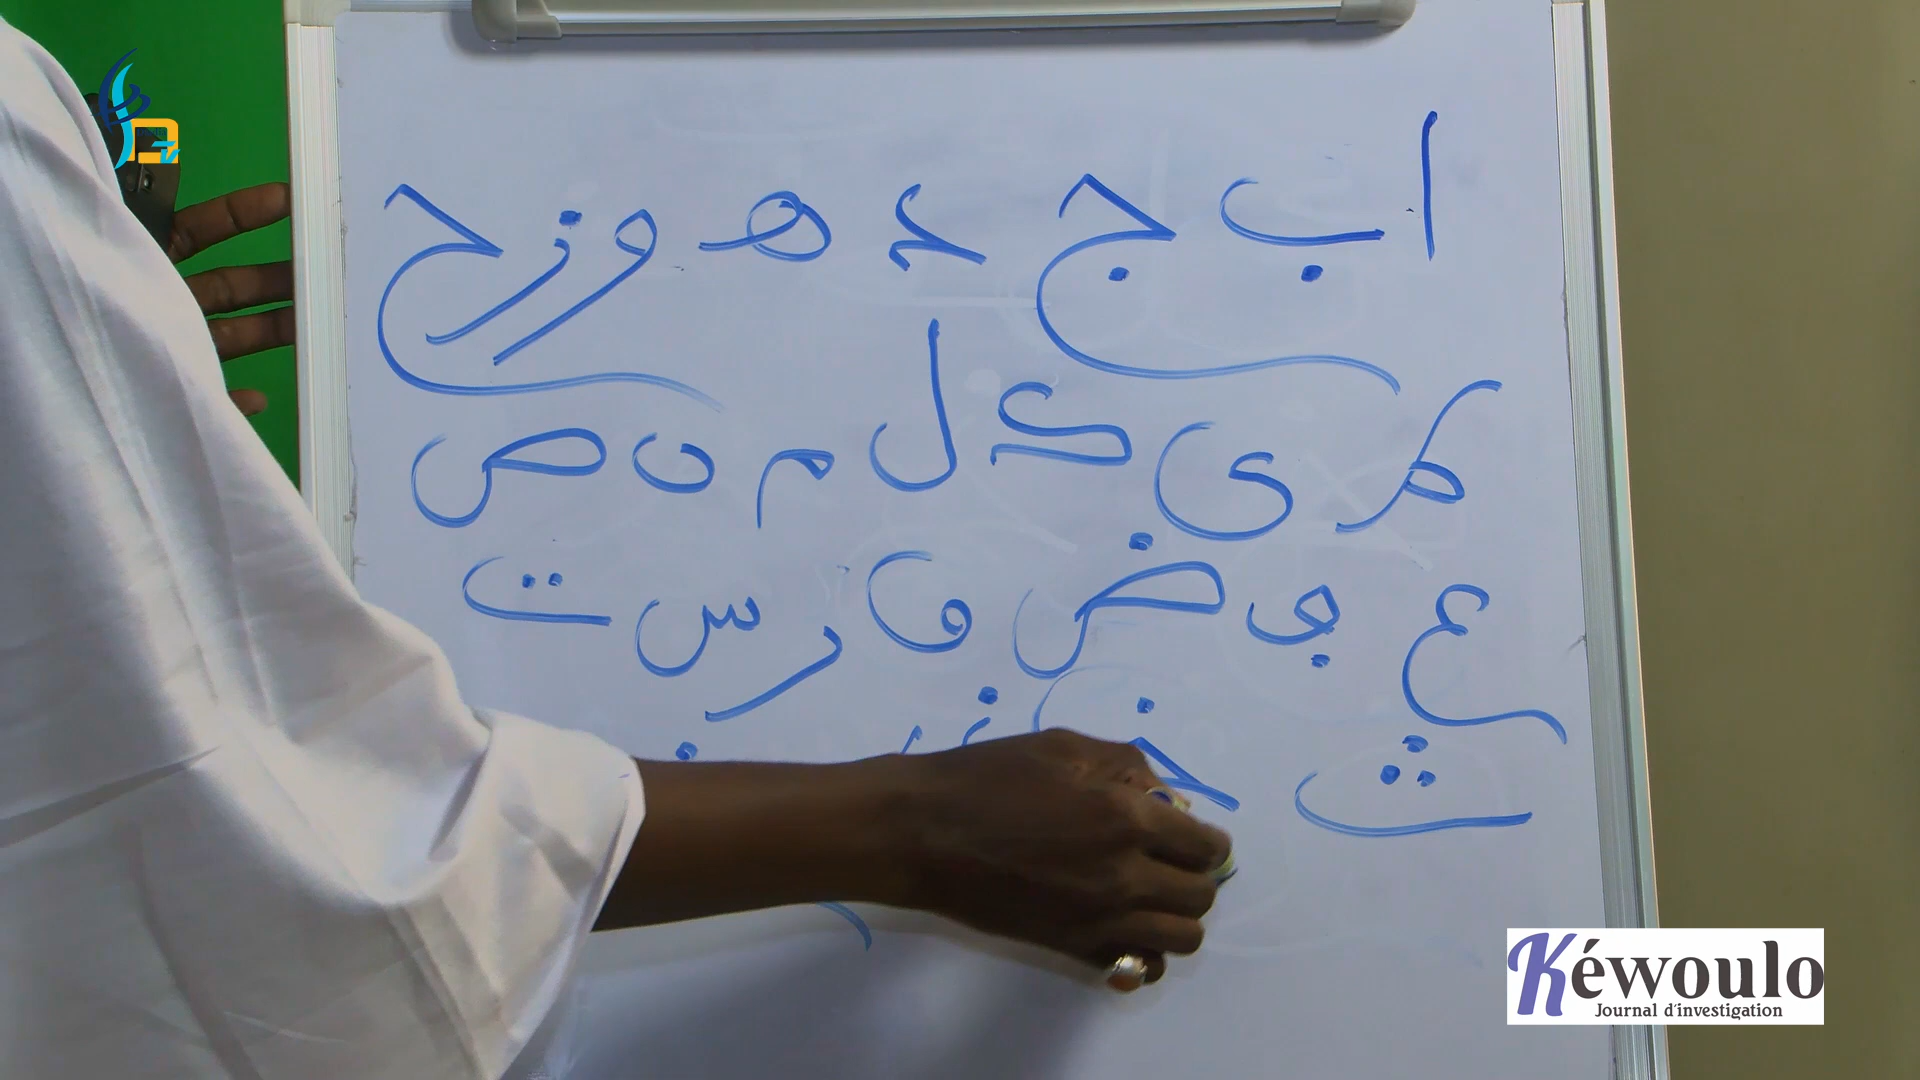 ا ب ج د ه و ز ح
ط ى ك ل م ں ص
ع ڢ ض ٯ ر س ت
ث خ
Kéwoulo
Journal d'investigation